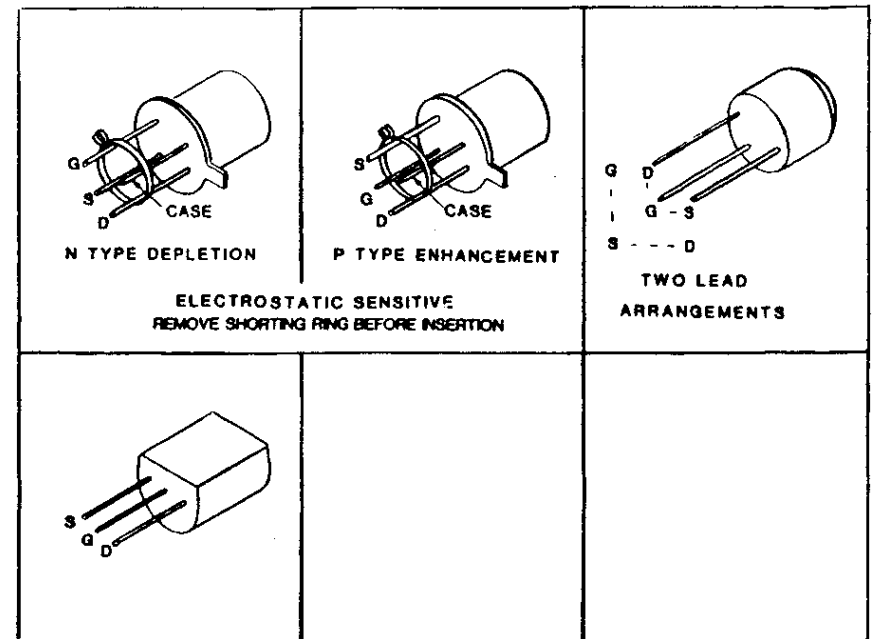 G
S
D
CASE
N TYPE DEPLETION
S
G
D
CASE
P TYPE ENHANCEMENT
ELECTROSTATIC SENSITIVE
REMOVE SHORTING RING BEFORE INSERTION
G D
G - S
S - - - D
TWO LEAD
ARRANGEMENTS
S
G
D